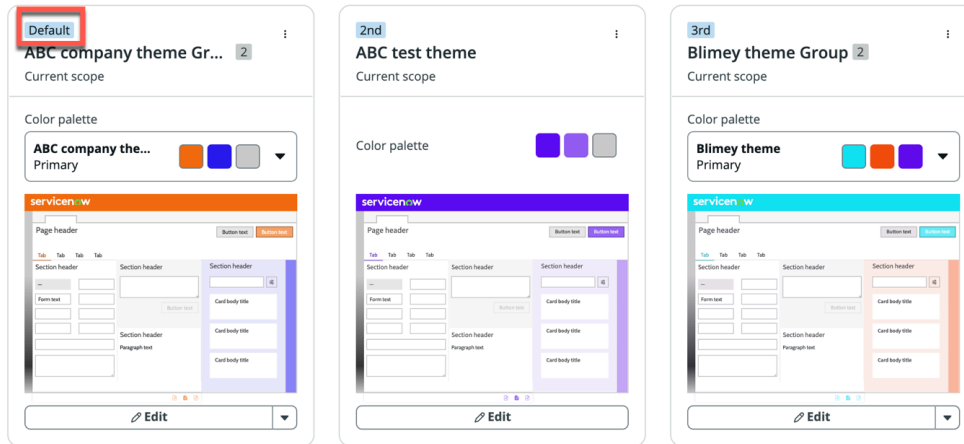 Default
ABC company theme Gr... 2
Current scope
Color palette
ABC company the...
Primary
servicenow
Page header
Button text Button text
Tab Tab Tab Tab
Section header Section header Section header
...
Form text
Button text
Card body title
Section header
Card body title
Paragraph text
Card body title
Edit
2nd
ABC test theme
Current scope
Color palette
servicenow
Page header
Button text Button text
Tab Tab Tab Tab
Section header Section header Section header
...
Form text
Button text
Card body title
Section header
Card body title
Paragraph text
Card body title
Edit
3rd
Blimey theme Group 2
Current scope
Color palette
Blimey theme
Primary
servicenow
Page header
Button text Button text
Tab Tab Tab Tab
Section header Section header Section header
...
Form text
Button text
Card body title
Section header
Card body title
Paragraph text
Card body title
Edit